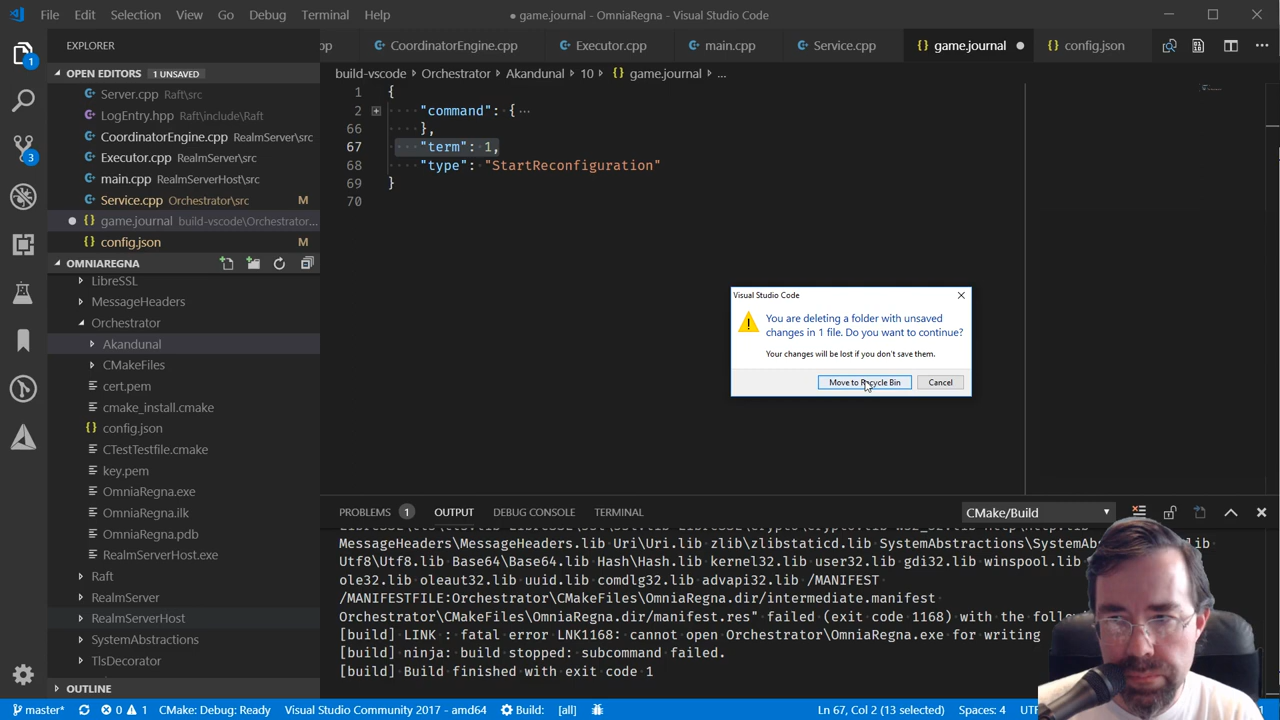 File Edit Selection View Go Debug Terminal Help
● game.journal - OmniaRegna - Visual Studio Code
EXPLORER
OPEN EDITORS 1 UNSAVED
Server.cpp Raft\src
LogEntry.hpp Raft\include\Raft
CoordinatorEngine.cpp RealmServer\src
Executor.cpp RealmServer\src
main.cpp RealmServerHost\src
Service.cpp Orchestrator\src M
game.journal build-vscode\Orchestrator...
config.json M
1
3
OMNIAREGNA
LibreSSL
MessageHeaders
Orchestrator
Akandunal
CMakeFiles
cert.pem
cmake_install.cmake
config.json
CTestTestfile.cmake
key.pem
OmniaRegna.exe
OmniaRegna.ilk
OmniaRegna.pdb
RealmServerHost.exe
Raft
RealmServer
RealmServerHost
SystemAbstractions
TlsDecorator
OUTLINE
pp CoordinatorEngine.cpp Executor.cpp main.cpp Service.cpp {} game.journal ● {} config.json
build-vscode › Orchestrator › Akandunal › 10 › {} game.journal › ...
1 {
2 "command": { ...
66 },
67 "term": 1,
68 "type": "StartReconfiguration"
69 }
70
Visual Studio Code
You are deleting a folder with unsaved
changes in 1 file. Do you want to continue?
Your changes will be lost if you don't save them.
Move to Recycle Bin Cancel
PROBLEMS 1 OUTPUT DEBUG CONSOLE TERMINAL CMake/Build
MessageHeaders\MessageHeaders.lib Uri\Uri.lib zlib\zlibstaticd.lib SystemAbstractions\SystemAbs
Utf8\Utf8.lib Base64\Base64.lib Hash\Hash.lib kernel32.lib user32.lib gdi32.lib winspool.lib
ole32.lib oleaut32.lib uuid.lib comdlg32.lib advapi32.lib /MANIFEST
/MANIFESTFILE:Orchestrator\CMakeFiles\OmniaRegna.dir/intermediate.manifest
Orchestrator\CMakeFiles\OmniaRegna.dir/manifest.res" failed (exit code 1168) with the follow
[build] LINK : fatal error LNK1168: cannot open Orchestrator\OmniaRegna.exe for writing
[build] ninja: build stopped: subcommand failed.
[build] Build finished with exit code 1
master* 0 1 CMake: Debug: Ready Visual Studio Community 2017 - amd64 Build: [all] Ln 67, Col 2 (13 selected) Spaces: 4 UTF